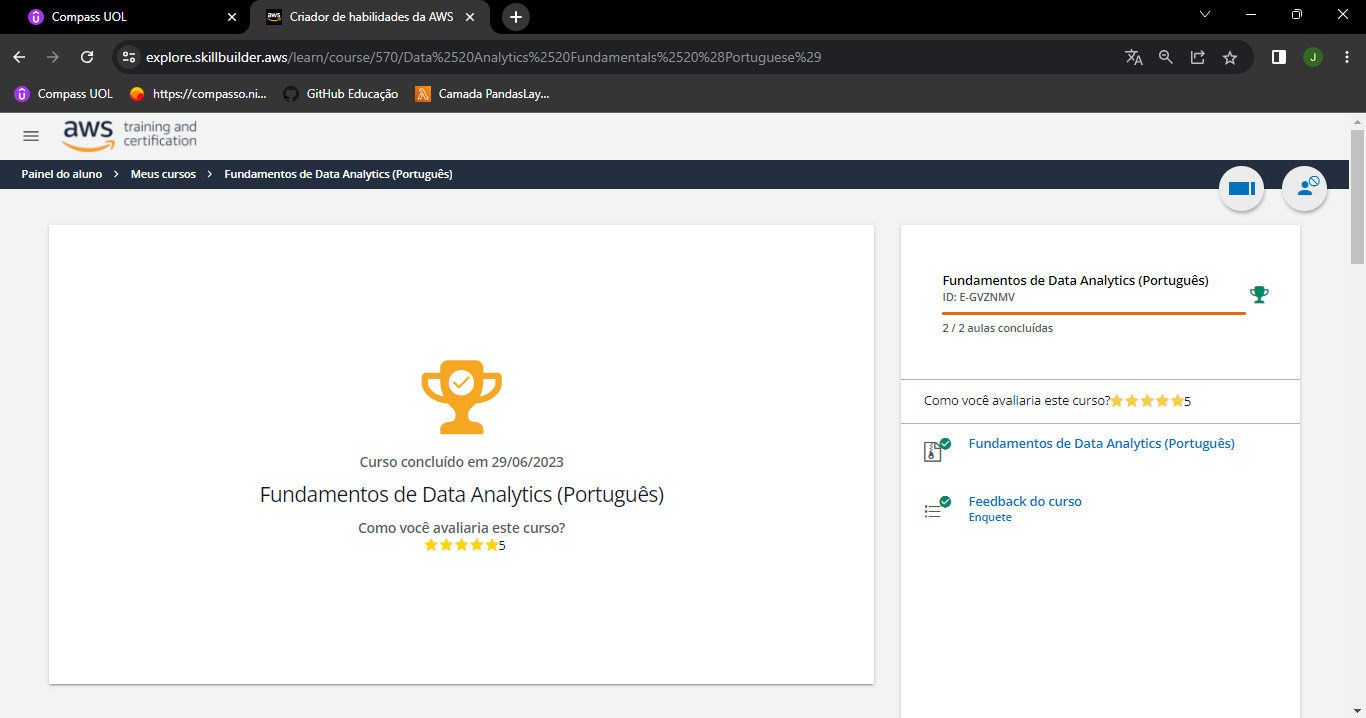 Compass UOL
Criador de habilidades da AWS
explore.skillbuilder.aws/learn/course/570/Data%2520Analytics%2520Fundamentals%2520%28Portuguese%29
J
Compass UOL
https://compasso.ni...
GitHub Educação
Camada PandasLay...
aws training and
certification
Painel do aluno > Meus cursos > Fundamentos de Data Analytics (Português)
Curso concluído em 29/06/2023
Fundamentos de Data Analytics (Português)
Como você avaliaria este curso?
5
Fundamentos de Data Analytics (Português)
ID: E-GVZNMV
2 / 2 aulas concluídas
Como você avaliaria este curso?5
Fundamentos de Data Analytics (Português)
Feedback do curso
Enquete